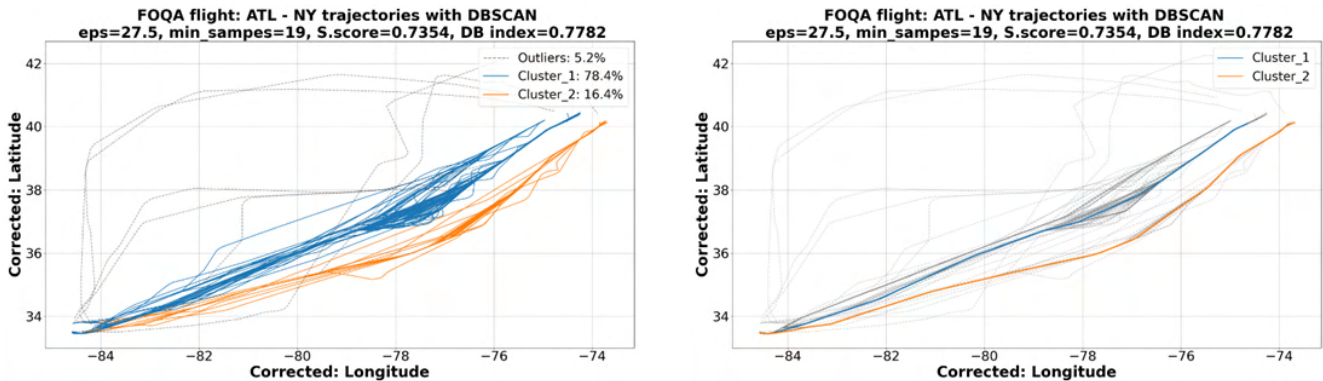 FOQA flight: ATL - NY trajectories with DBSCAN
eps=27.5, min_sampes=19, S.score=0.7354, DB index=0.7782
Outliers: 5.2%
Cluster_1: 78.4%
Cluster_2: 16.4%
42
40
38
36
34
Corrected: Latitude
−84
−82
−80
−78
−76
−74
Corrected: Longitude
FOQA flight: ATL - NY trajectories with DBSCAN
eps=27.5, min_sampes=19, S.score=0.7354, DB index=0.7782
Cluster_1
Cluster_2
42
40
38
36
34
Corrected: Latitude
−84
−82
−80
−78
−76
−74
Corrected: Longitude